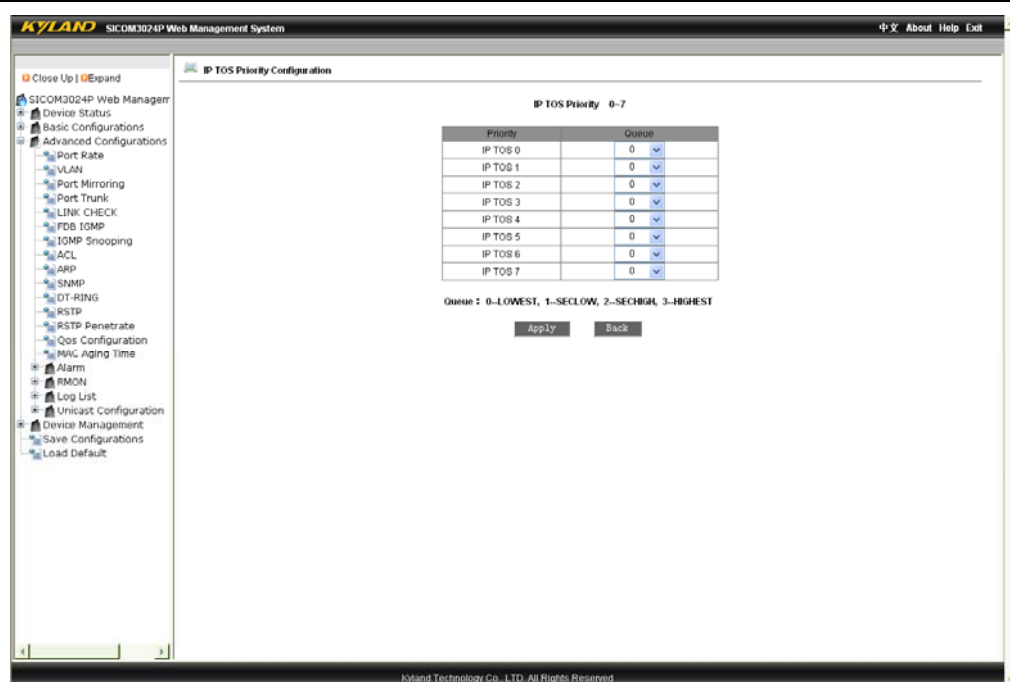 KYLAND SICOM3024P Web Management System
中文 About Help Exit
Close Up | Expand
SICOM3024P Web Managem
Device Status
Basic Configurations
Advanced Configurations
Port Rate
VLAN
Port Mirroring
Port Trunk
LINK CHECK
FDB IGMP
IGMP Snooping
ACL
ARP
SNMP
DT-RING
RSTP
RSTP Penetrate
Qos Configuration
MAC Aging Time
Alarm
RMON
Log List
Unicast Configuration
Device Management
Save Configurations
Load Default
IP TOS Priority Configuration
IP TOS Priority 0-7
Priority Queue
IP TOS 0 0
IP TOS 1 0
IP TOS 2 0
IP TOS 3 0
IP TOS 4 0
IP TOS 5 0
IP TOS 6 0
IP TOS 7 0
Queue : 0--LOWEST, 1--SECLOW, 2--SECHIGH, 3--HIGHEST
Apply Back
Kyland Technology Co., LTD. All Rights Reserved